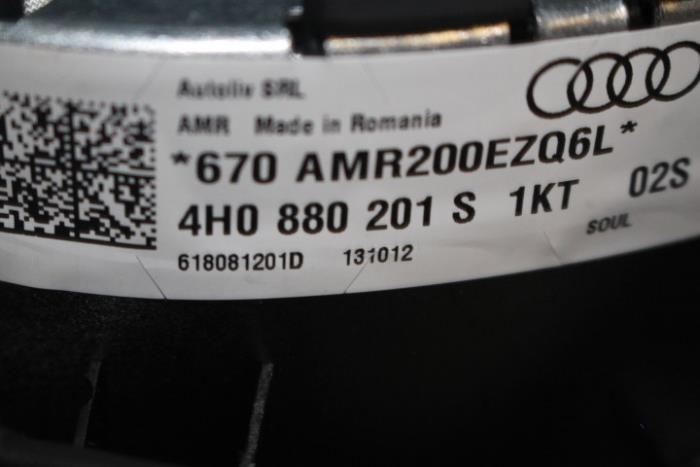 Autoliv SRL
AMR Made in Romania
*670 AMR200EZQ6L*
4H0 880 201 S 1KT 02S
SOUL
618081201D 131012